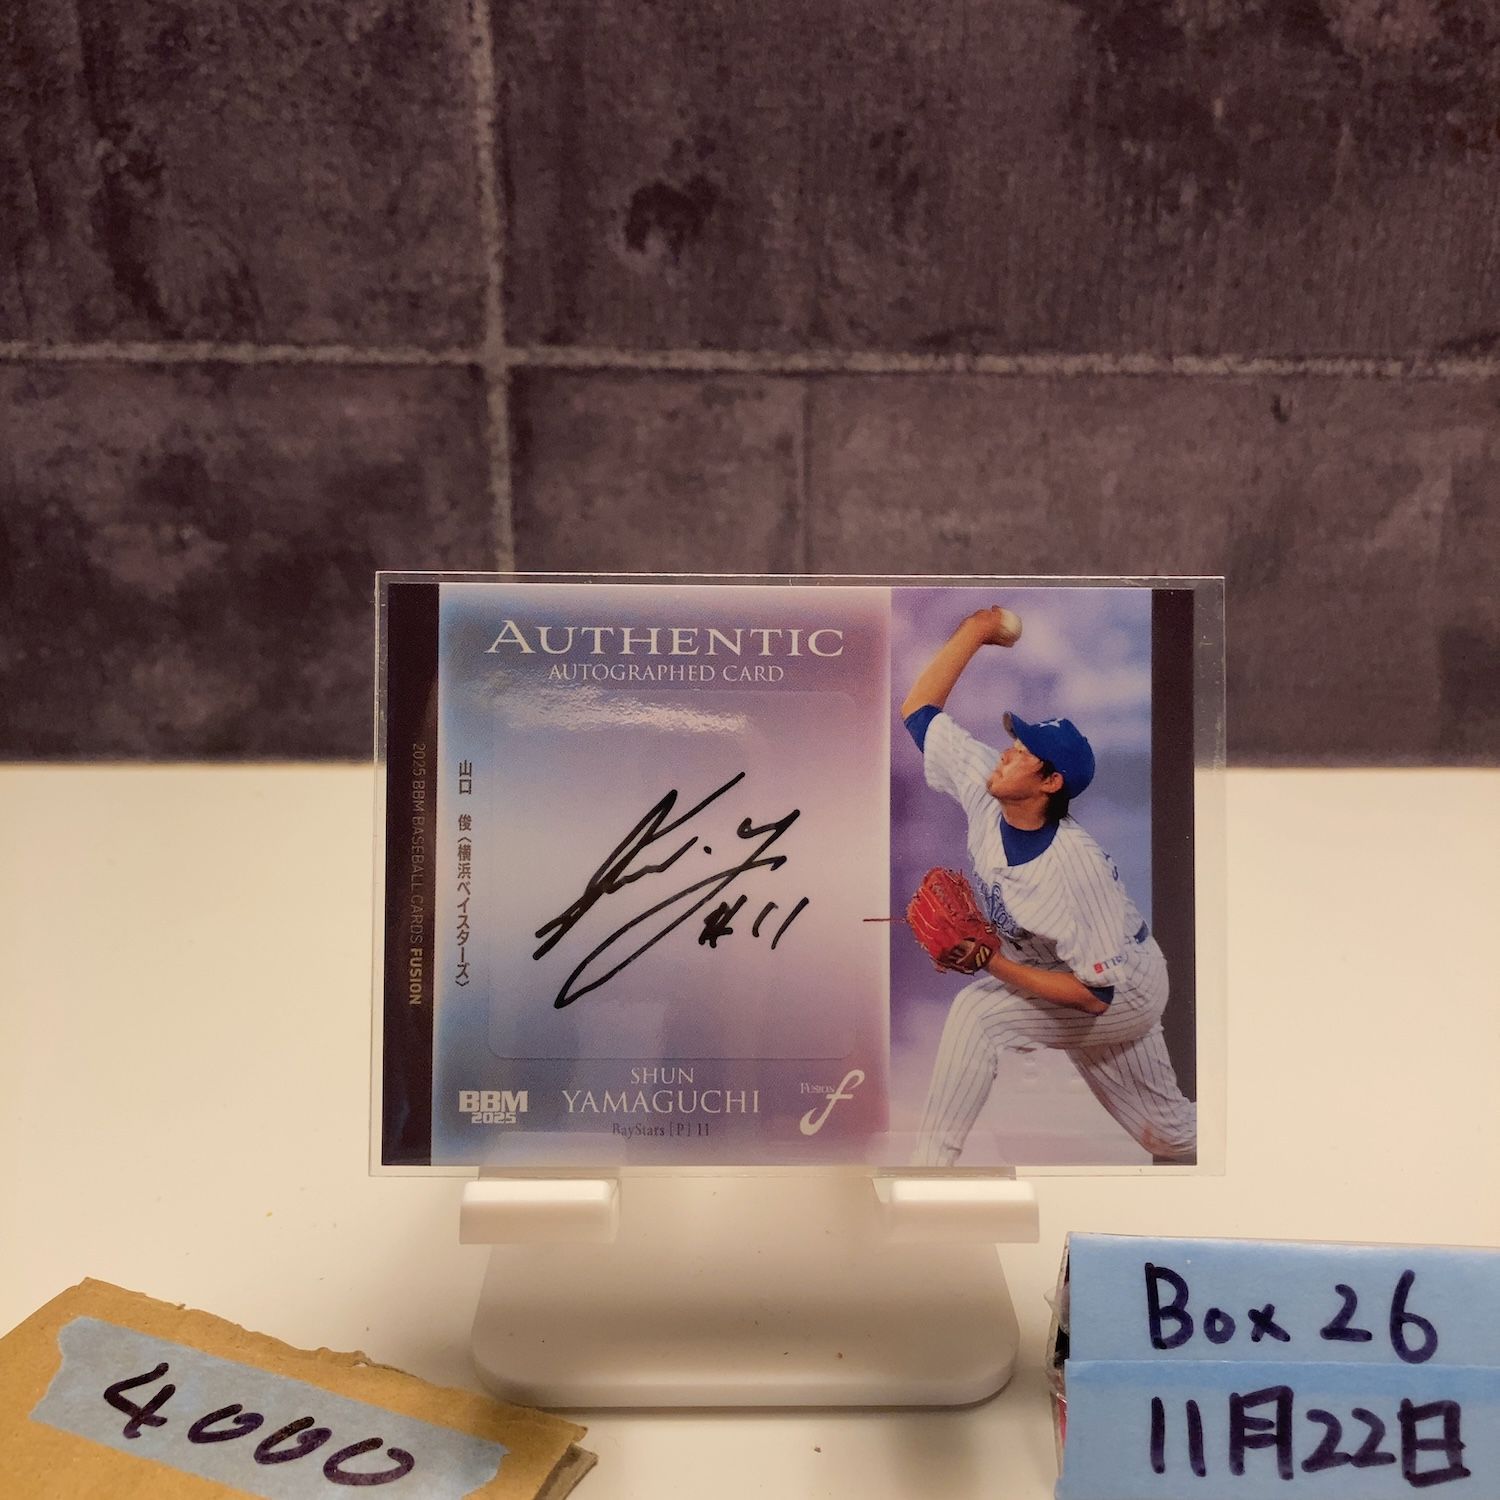 AUTHENTIC
AUTOGRAPHED CARD
山口 俊〈横浜ベイスターズ〉
2025 BBM BASEBALL CARDS FUSION
#11
SHUN
YAMAGUCHI
BayStars [P] 11
BBM
2025
FUSION
f
4000
Box 26
11月22日